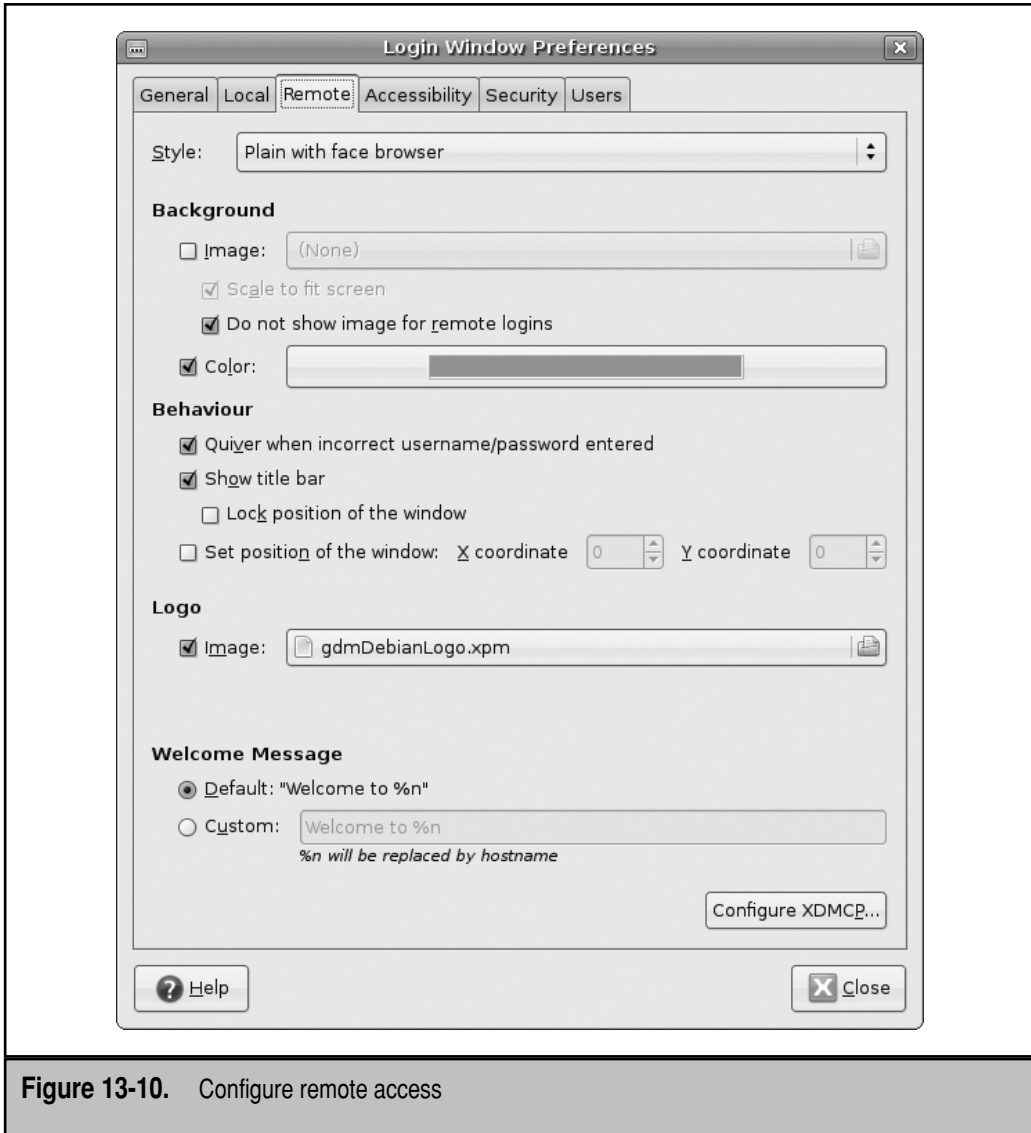 Login Window Preferences
General Local Remote Accessibility Security Users
Style: Plain with face browser
Background
Image: (None)
Scale to fit screen
Do not show image for remote logins
Color:
Behaviour
Quiver when incorrect username/password entered
Show title bar
Lock position of the window
Set position of the window: X coordinate 0 Y coordinate 0
Logo
Image: gdmDebianLogo.xpm
Welcome Message
Default: "Welcome to %n"
Custom: Welcome to %n
%n will be replaced by hostname
Configure XDMCP...
Help Close
Figure 13-10. Configure remote access